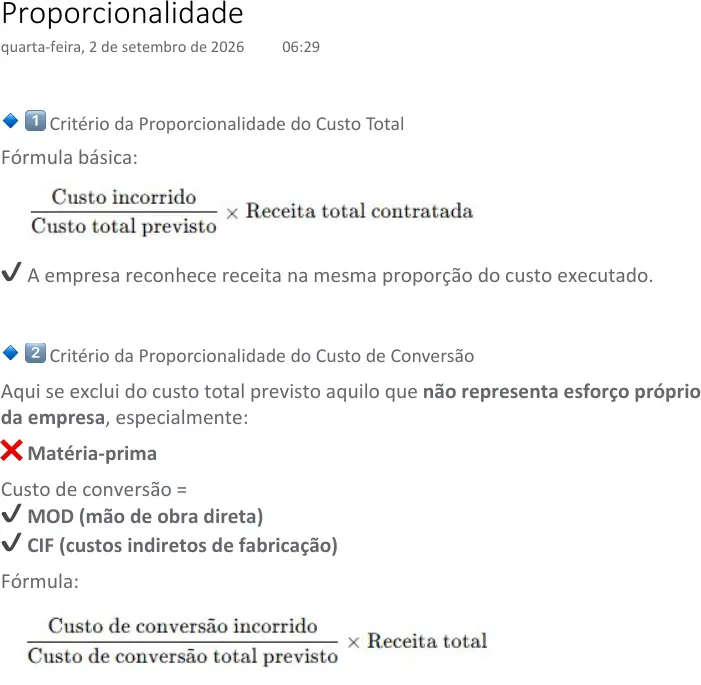 Proporcionalidade
quarta-feira, 2 de setembro de 2026 06:29
🔹 1️⃣ Critério da Proporcionalidade do Custo Total
Fórmula básica:
Custo incorrido
Custo total previsto
× Receita total contratada
✔ A empresa reconhece receita na mesma proporção do custo executado.
🔹 2️⃣ Critério da Proporcionalidade do Custo de Conversão
Aqui se exclui do custo total previsto aquilo que não representa esforço próprio
da empresa, especialmente:
❌ Matéria-prima
Custo de conversão =
✔ MOD (mão de obra direta)
✔ CIF (custos indiretos de fabricação)
Fórmula:
Custo de conversão incorrido
Custo de conversão total previsto
× Receita total